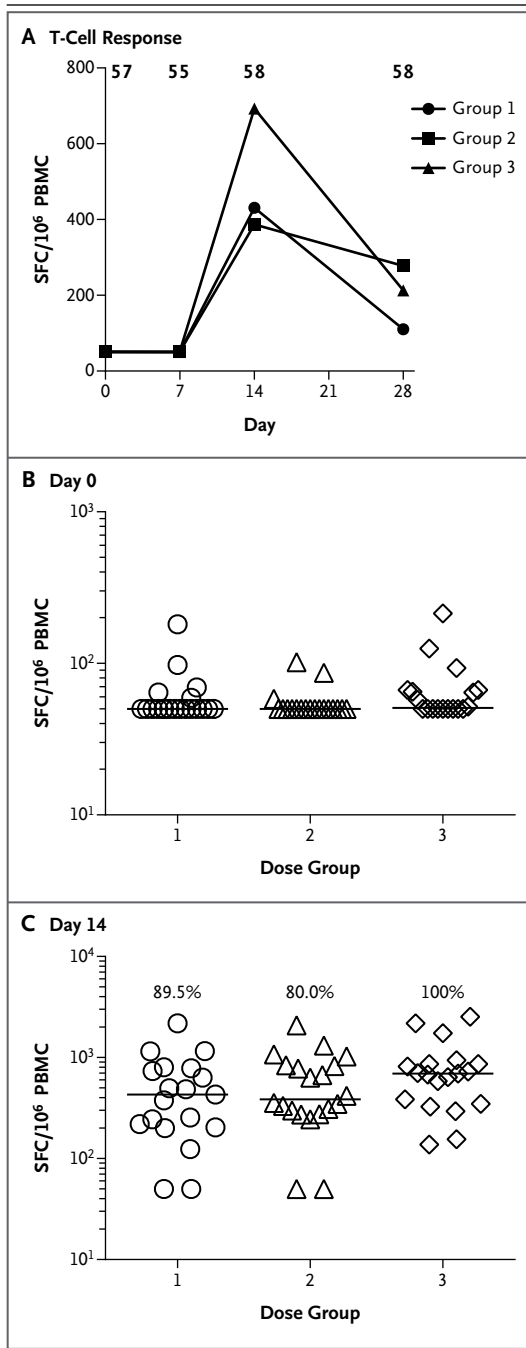 A T-Cell Response
57 55 58 58
800
600
400
200
0
SFC/10⁶ PBMC
0 7 14 21 28
Day
Group 1
Group 2
Group 3
B Day 0
10³
10²
10¹
SFC/10⁶ PBMC
1 2 3
Dose Group
C Day 14
10⁴
10³
10²
10¹
SFC/10⁶ PBMC
89.5% 80.0% 100%
1 2 3
Dose Group